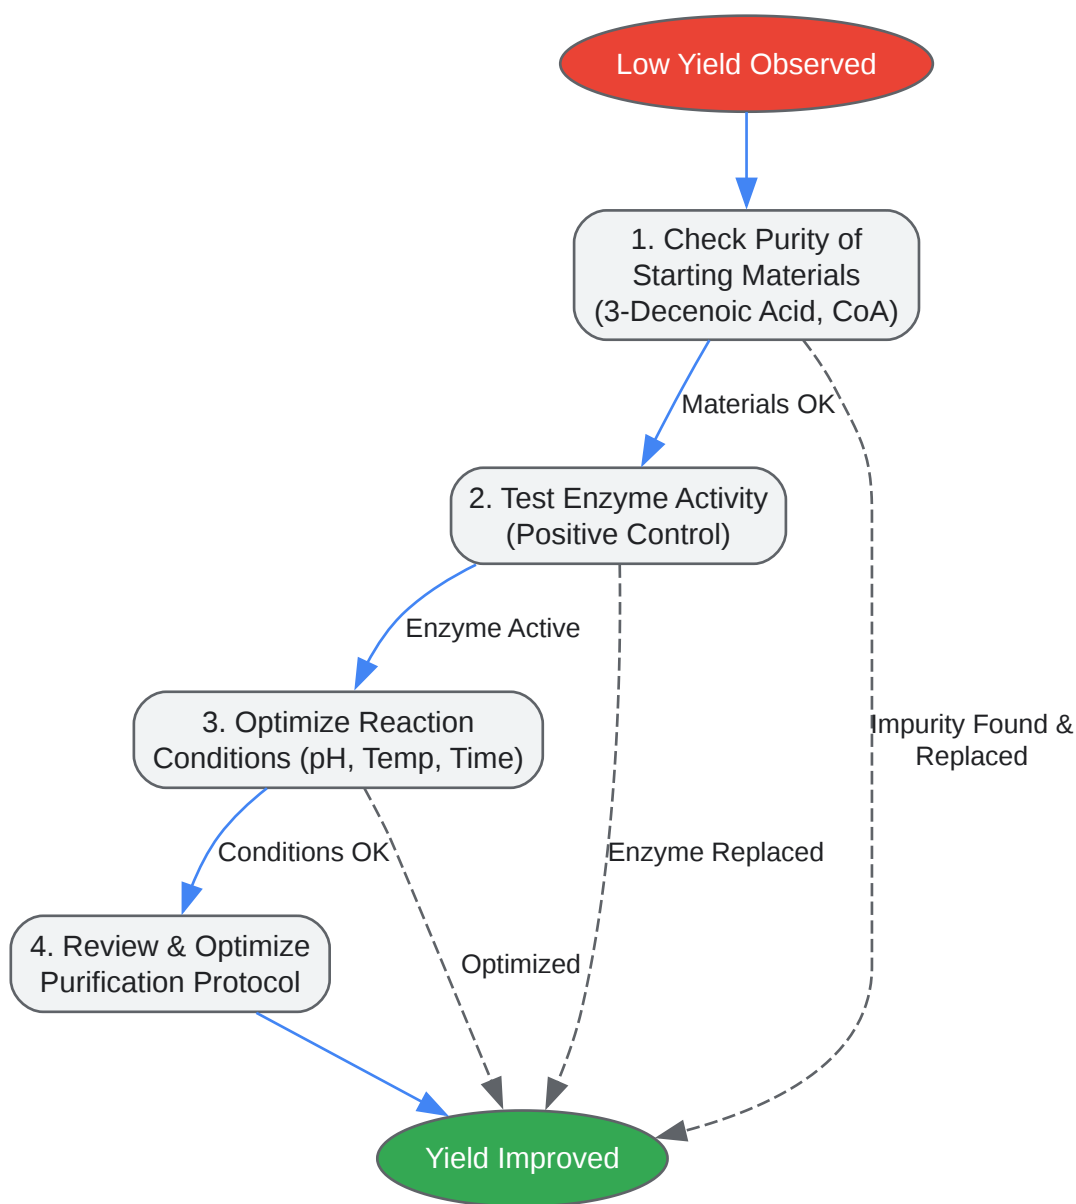 Low Yield Observed
1. Check Purity of
Starting Materials
(3-Decenoic Acid, CoA)
Materials OK
2. Test Enzyme Activity
(Positive Control)
Enzyme Active
3. Optimize Reaction
Conditions (pH, Temp, Time)
Impurity Found &
Replaced
Conditions OK
Enzyme Replaced
4. Review & Optimize
Purification Protocol
Optimized
Yield Improved